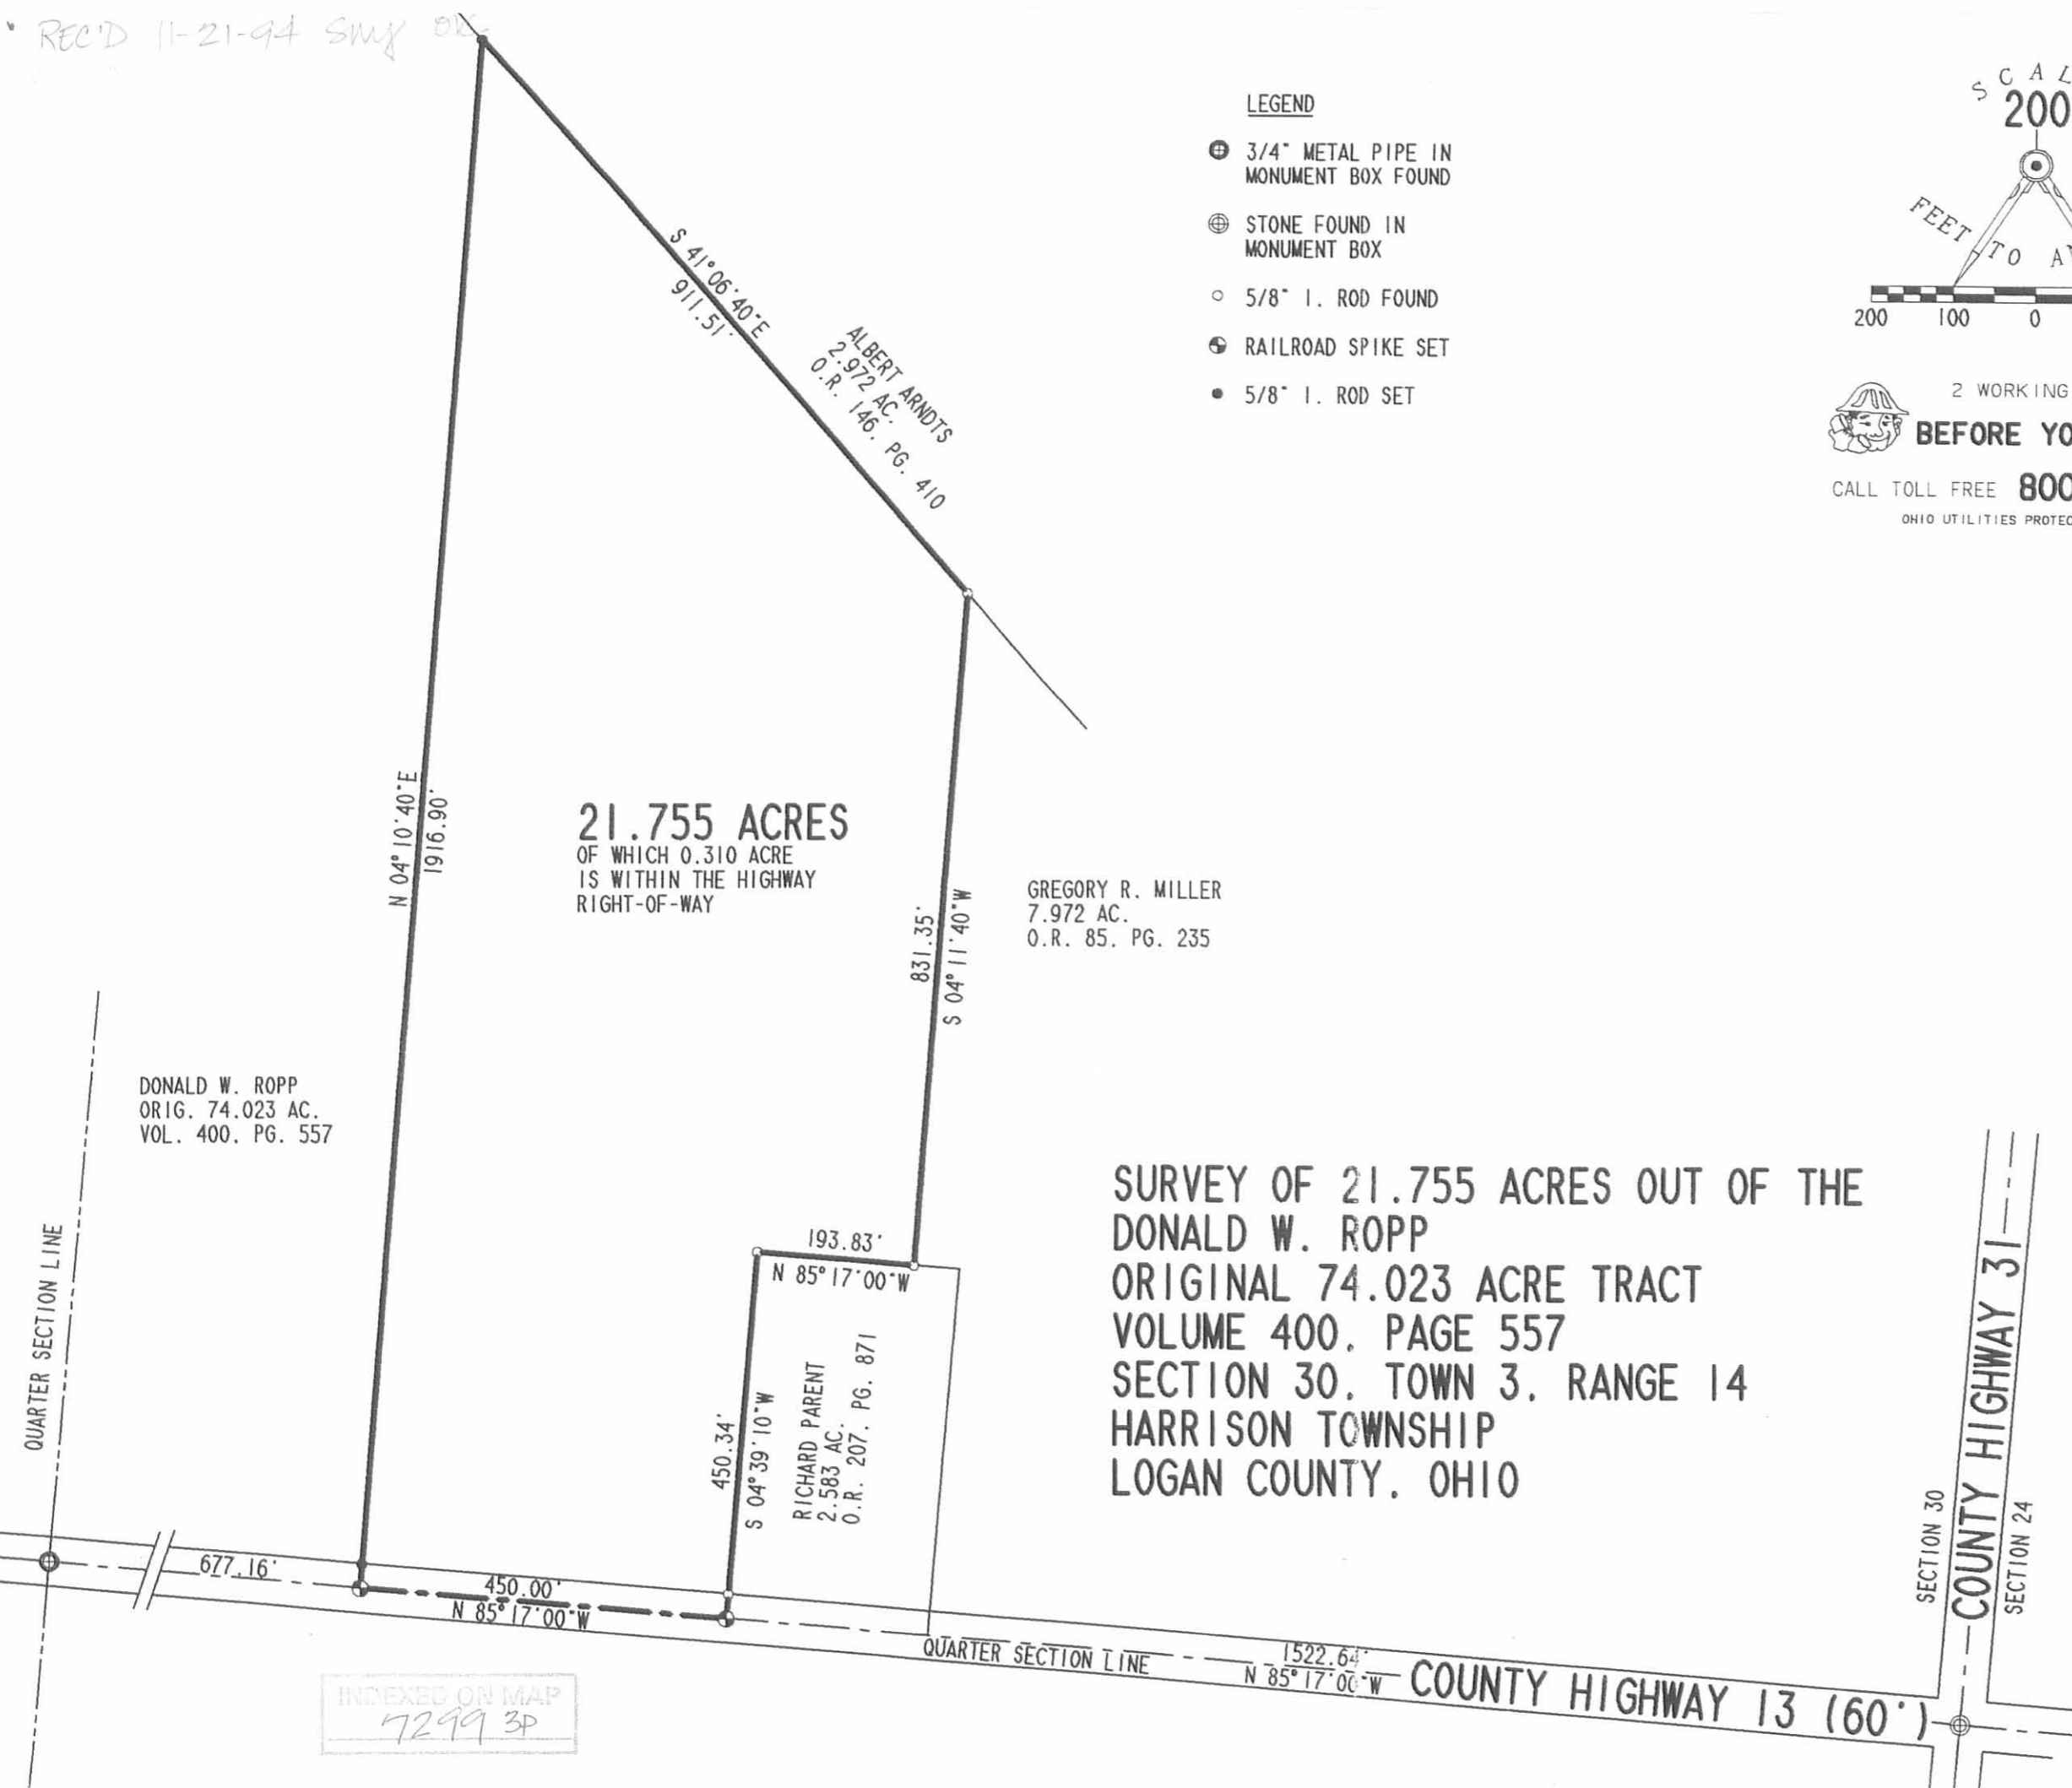 REC'D 11-21-94 SMY OK
LEGEND
3/4" METAL PIPE IN
MONUMENT BOX FOUND
STONE FOUND IN
MONUMENT BOX
5/8" I. ROD FOUND
RAILROAD SPIKE SET
5/8" I. ROD SET
SCAL
200
FEET TO A
200 100 0
2 WORKING
BEFORE YO
CALL TOLL FREE 800
OHIO UTILITIES PROTEC
S 41°06'40"E
911.51'
ALBERT ARNDTS
2.972 AC.
O.R. 146, PG. 410
N 04°10'40"E
1916.90'
21.755 ACRES
OF WHICH 0.310 ACRE
IS WITHIN THE HIGHWAY
RIGHT-OF-WAY
831.35'
S 04°11'40"W
GREGORY R. MILLER
7.972 AC.
O.R. 85, PG. 235
DONALD W. ROPP
ORIG. 74.023 AC.
VOL. 400, PG. 557
QUARTER SECTION LINE
193.83'
N 85°17'00"W
450.34'
S 04°39'10"W
RICHARD PARENT
2.583 AC.
O.R. 207, PG. 871
SURVEY OF 21.755 ACRES OUT OF THE
DONALD W. ROPP
ORIGINAL 74.023 ACRE TRACT
VOLUME 400, PAGE 557
SECTION 30, TOWN 3, RANGE 14
HARRISON TOWNSHIP
LOGAN COUNTY, OHIO
SECTION 30
COUNTY HIGHWAY 31
SECTION 24
677.16'
450.00'
N 85°17'00"W
QUARTER SECTION LINE
1522.64'
N 85°17'00"W
COUNTY HIGHWAY 13 (60')
INDEXED ON MAP
7299 3P